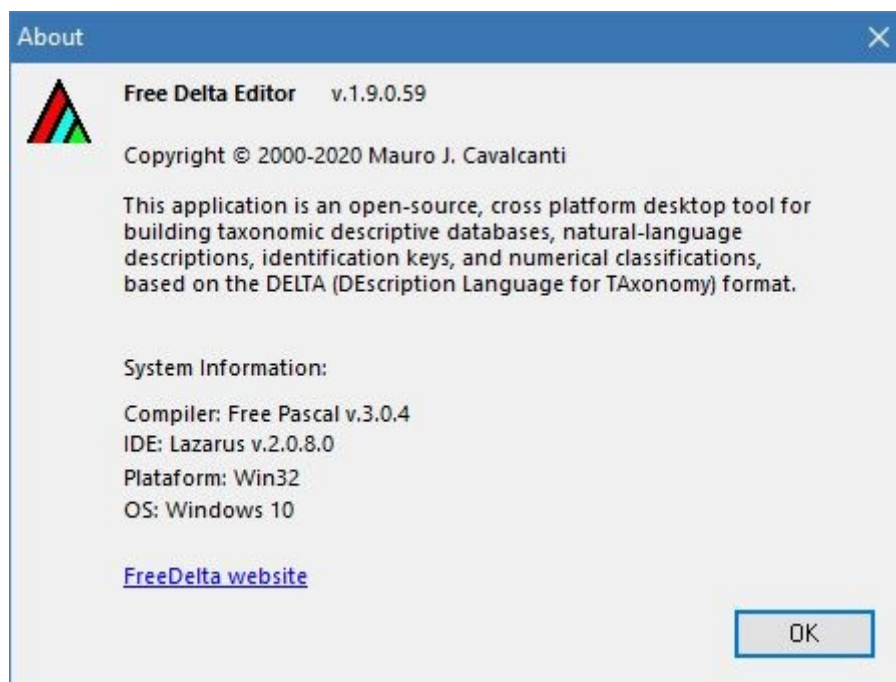 About
Free Delta Editor v.1.9.0.59
Copyright © 2000-2020 Mauro J. Cavalcanti
This application is an open-source, cross platform desktop tool for
building taxonomic descriptive databases, natural-language
descriptions, identification keys, and numerical classifications,
based on the DELTA (DEscription Language for TAxonomy) format.
System Information:
Compiler: Free Pascal v.3.0.4
IDE: Lazarus v.2.0.8.0
Plataform: Win32
OS: Windows 10
FreeDelta website
OK